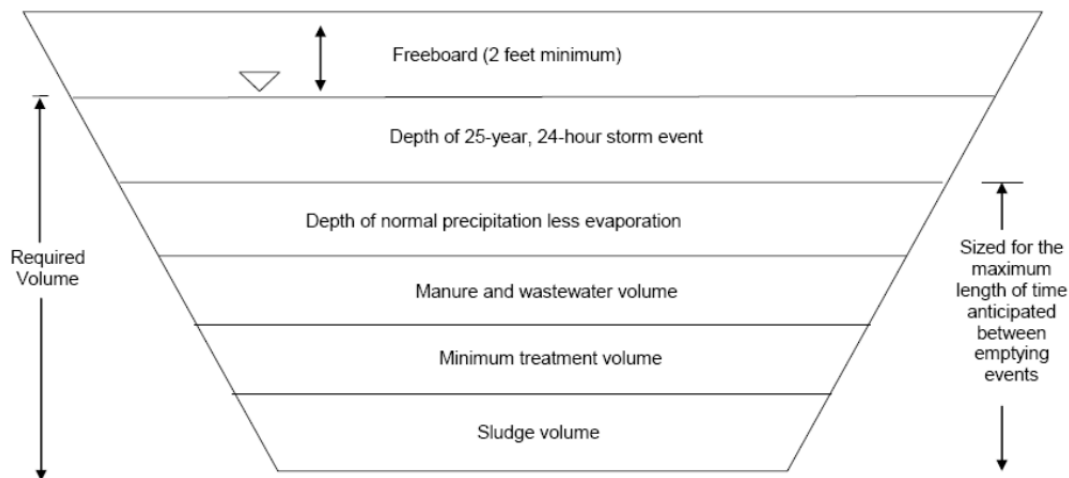 Freeboard (2 feet minimum)
Depth of 25-year, 24-hour storm event
Depth of normal precipitation less evaporation
Required
Volume
Manure and wastewater volume
Minimum treatment volume
Sludge volume
Sized for the
maximum
length of time
anticipated
between
emptying
events